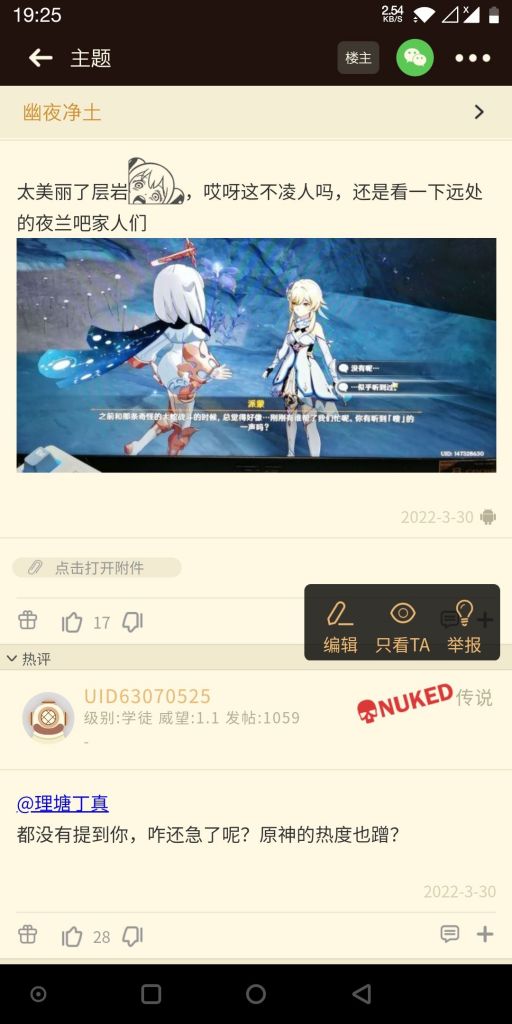 19:25
2.54
KB/S
主题
楼主
幽夜净土
太美丽了层岩，哎呀这不凌人吗，还是看一下远处
的夜兰吧家人们
没有呢…
…似乎听到过。
派蒙
之前和那条奇怪的大蛇战斗的时候，总觉得好像…刚刚有谁帮了我们忙呢。你有听到「嗖」的
一声吗？
UID: 147328630
2022-3-30
点击打开附件
17
编辑 只看TA 举报
热评
UID63070525
级别:学徒 威望:1.1 发帖:1059
-
NUKED 传说
@理塘丁真
都没有提到你，咋还急了呢？原神的热度也蹭？
2022-3-30
28